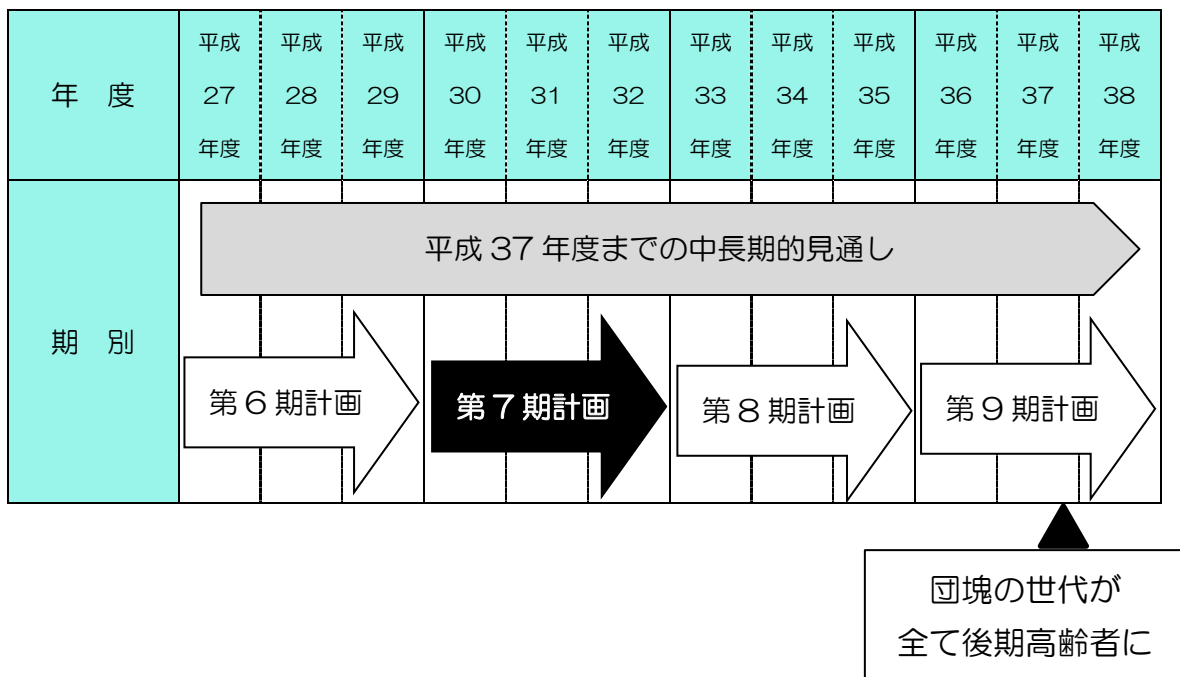 年 度
平成 27 年度
平成 28 年度
平成 29 年度
平成 30 年度
平成 31 年度
平成 32 年度
平成 33 年度
平成 34 年度
平成 35 年度
平成 36 年度
平成 37 年度
平成 38 年度
期 別
平成 37 年度までの中長期的見通し
第6期計画
第7期計画
第8期計画
第9期計画
団塊の世代が
全て後期高齢者に